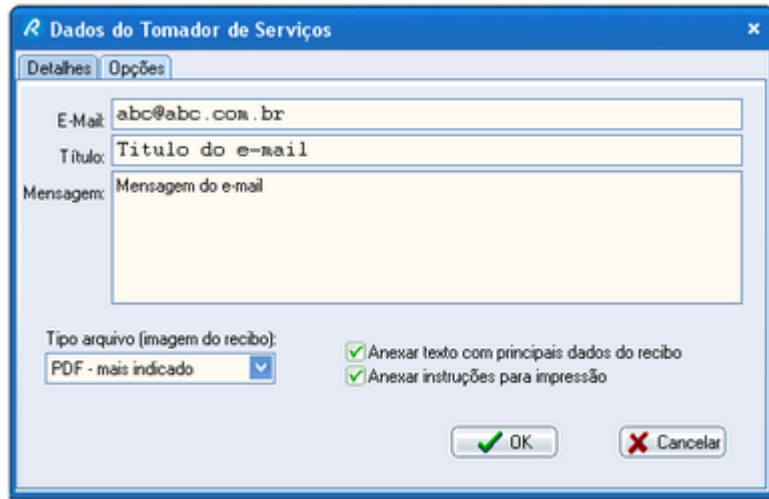 Dados do Tomador de Serviços
Detalhes Opções
E-Mail: abc@abc.com.br
Título: Titulo do e-mail
Mensagem: Mensagem do e-mail
Tipo arquivo (imagem do recibo):
PDF - mais indicado
Anexar texto com principais dados do recibo
Anexar instruções para impressão
OK Cancelar